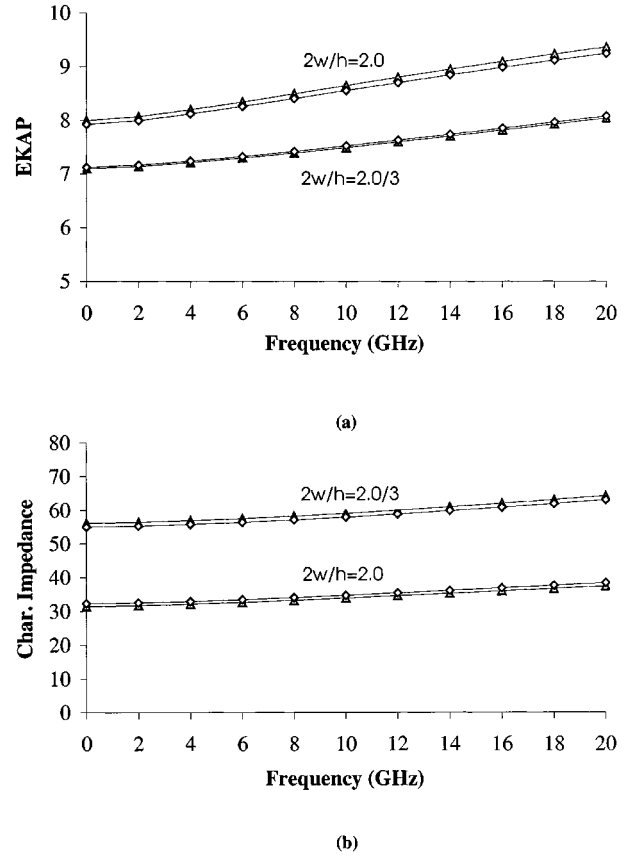 10
9
8
7
6
5
EKAP
2w/h=2.0
2w/h=2.0/3
0 2 4 6 8 10 12 14 16 18 20
Frequency (GHz)
(a)
80
70
60
50
40
30
20
10
0
Char. Impedance
2w/h=2.0/3
2w/h=2.0
0 2 4 6 8 10 12 14 16 18 20
Frequency (GHz)
(b)